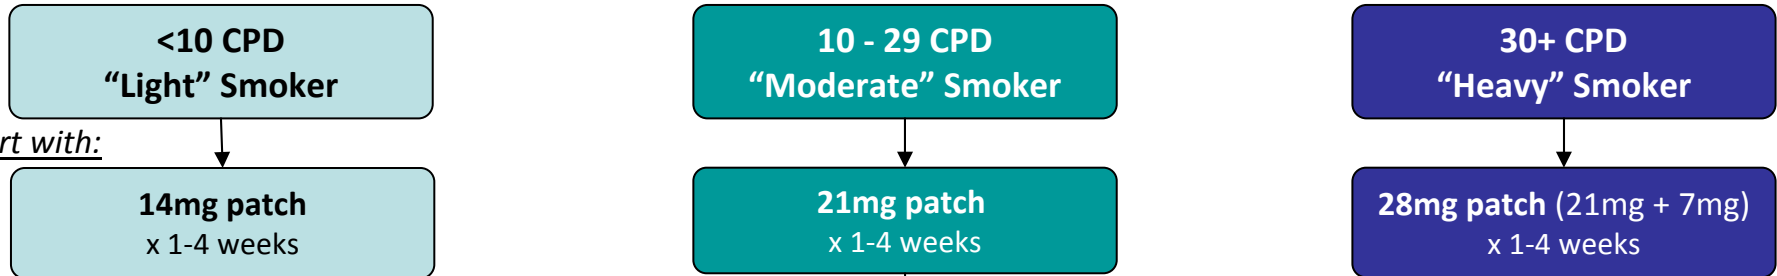 <10 CPD
“Light” Smoker
10 - 29 CPD
“Moderate” Smoker
30+ CPD
“Heavy” Smoker
with:
14mg patch
x 1-4 weeks
21mg patch
x 1-4 weeks
28mg patch (21mg + 7mg)
x 1-4 weeks